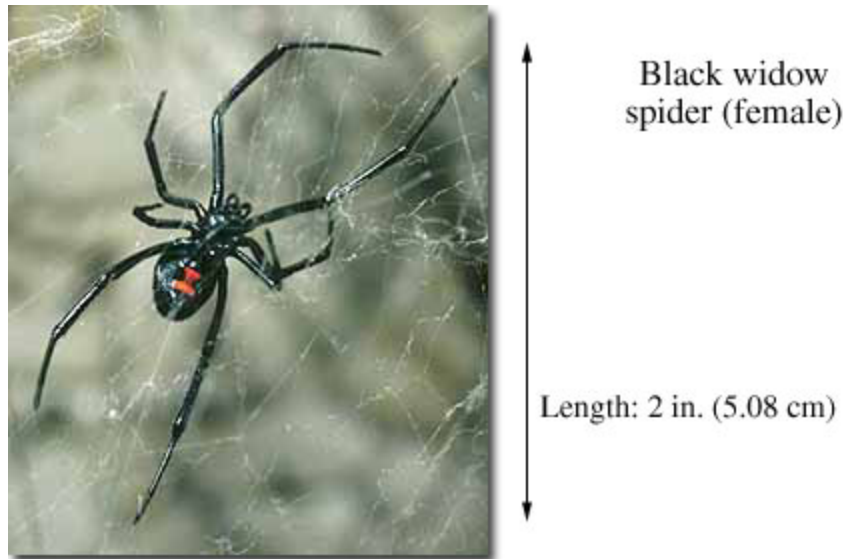 Black widow
spider (female)
Length: 2 in. (5.08 cm)